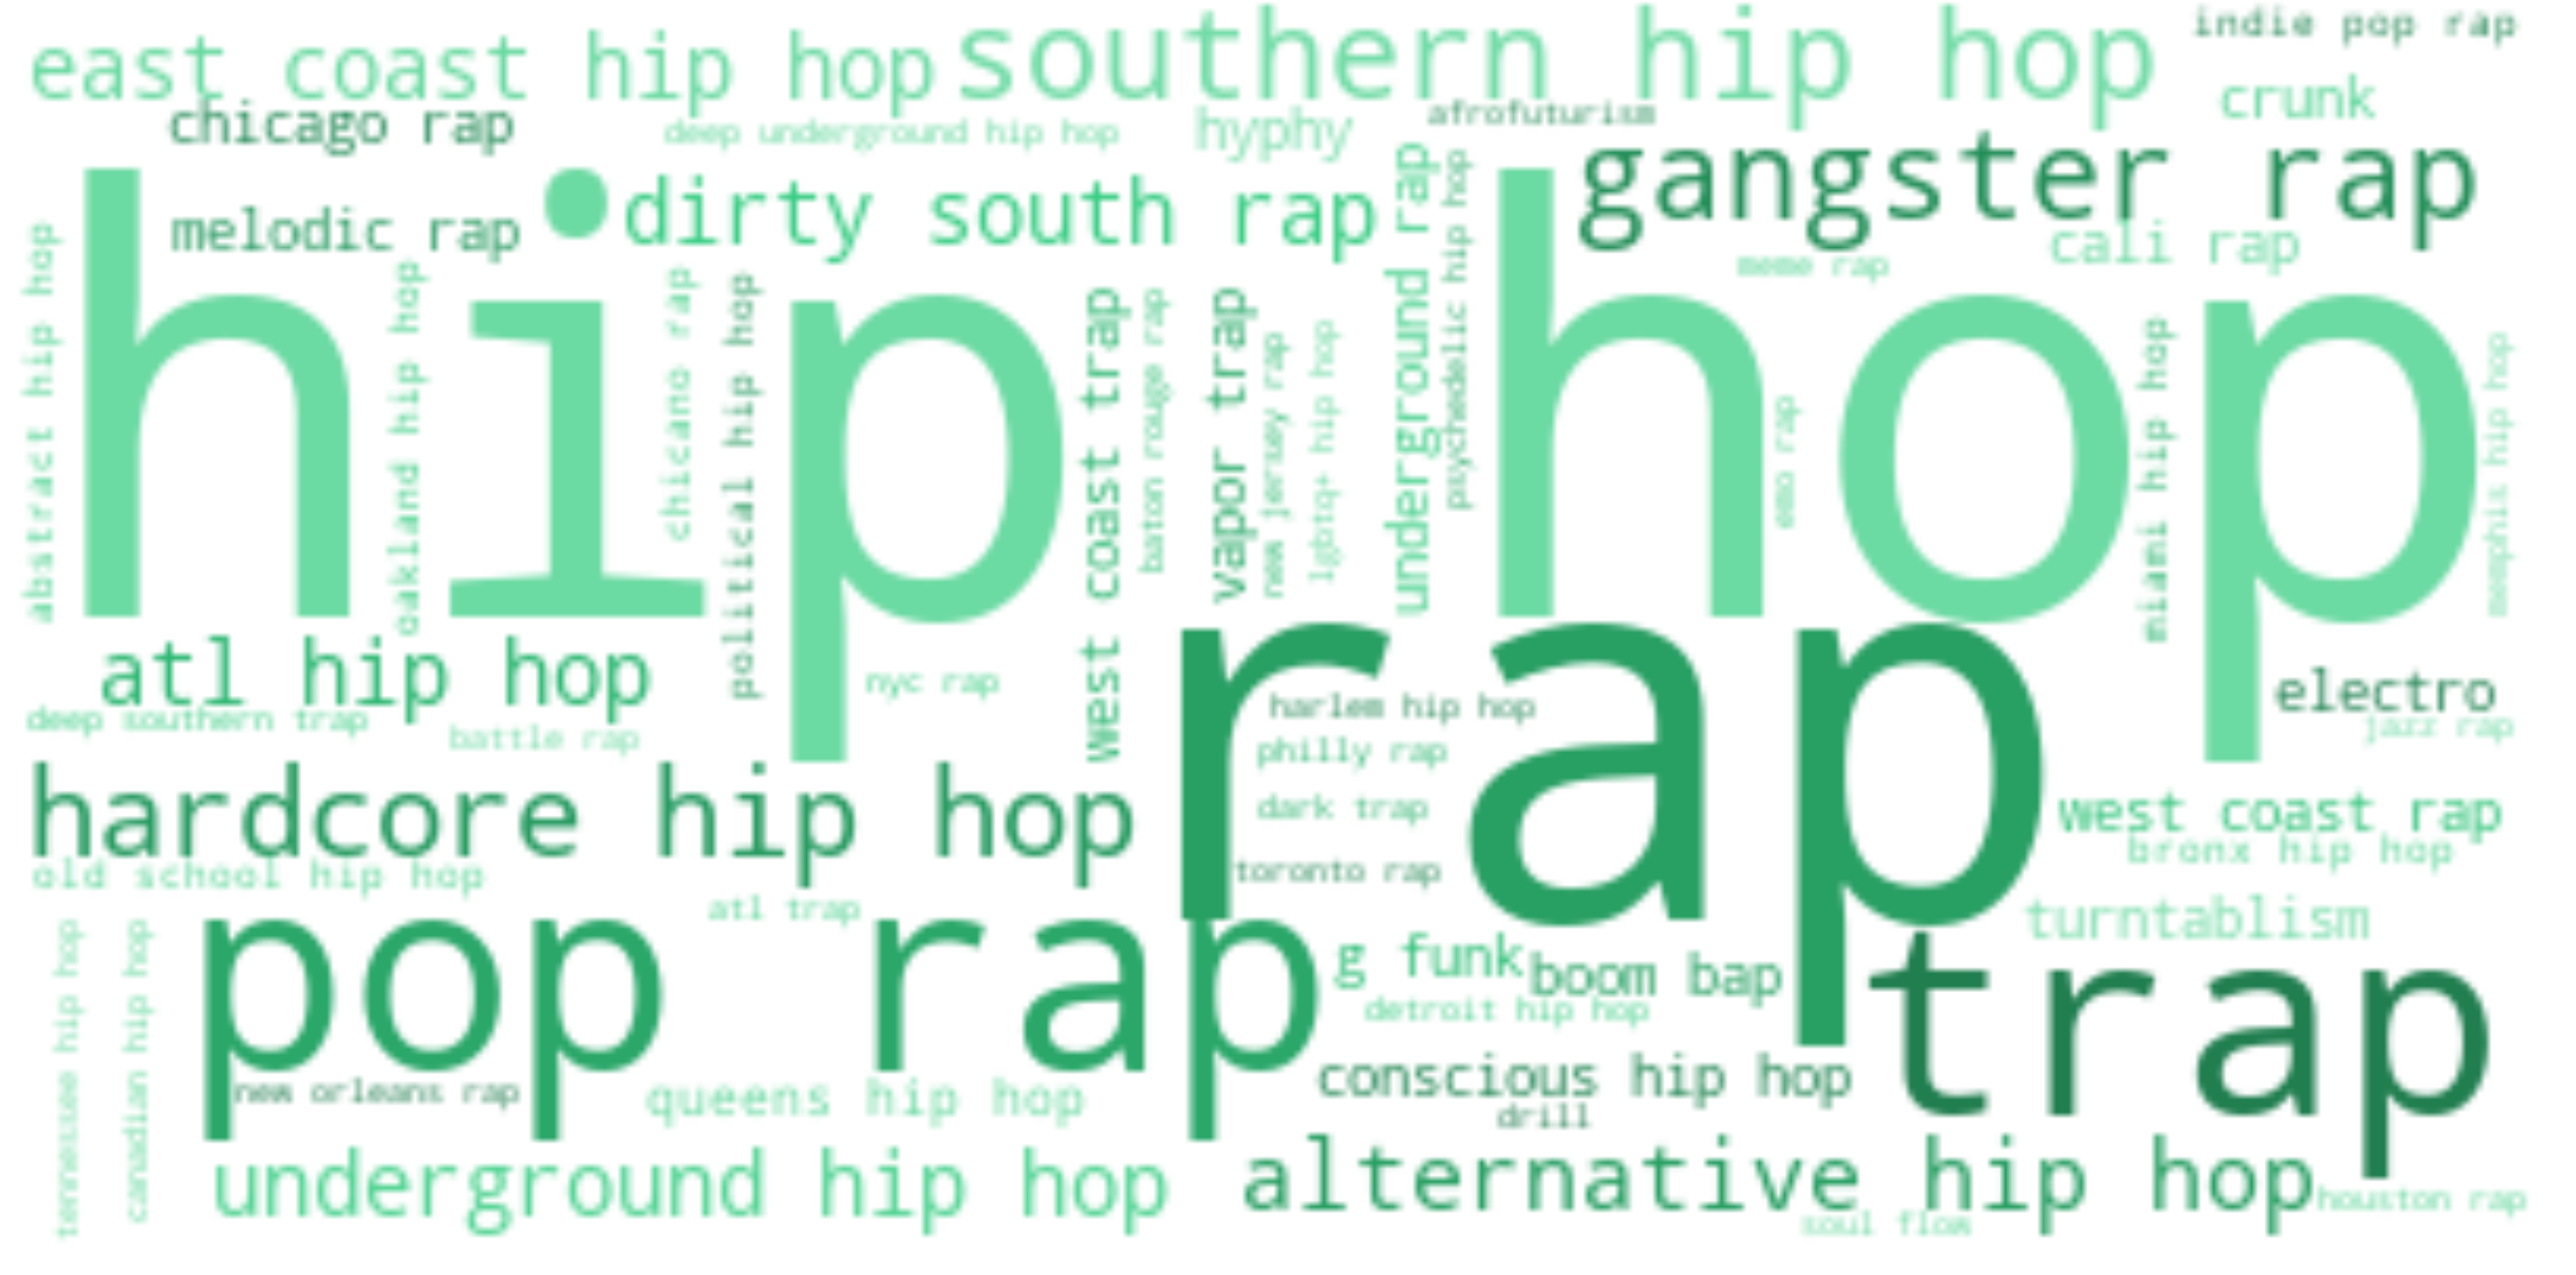 east coast hip hop
southern hip hop
indie pop rap
crunk
chicago rap
deep underground hip hop
hyphy
afrofuturism
gangster rap
melodic rap
dirty south rap
cali rap
meme rap
hip hop
abstract hip hop
oakland hip hop
chicano rap
political hip hop
west coast trap
baton rouge rap
vapor trap
new jersey rap
lgbtq+ hip hop
underground rap
psychedelic hip hop
emo rap
miami hip hop
memphis hip hop
atl hip hop
nyc rap
rap
electro
deep southern trap
battle rap
harlem hip hop
jazz rap
philly rap
hardcore hip hop
dark trap
west coast rap
bronx hip hop
old school hip hop
toronto rap
atl trap
turntablism
pop rap
g funk
boom bap
trap
detroit hip hop
tennessee hip hop
canadian hip hop
new orleans rap
queens hip hop
conscious hip hop
drill
underground hip hop
alternative hip hop
houston rap
soul flow